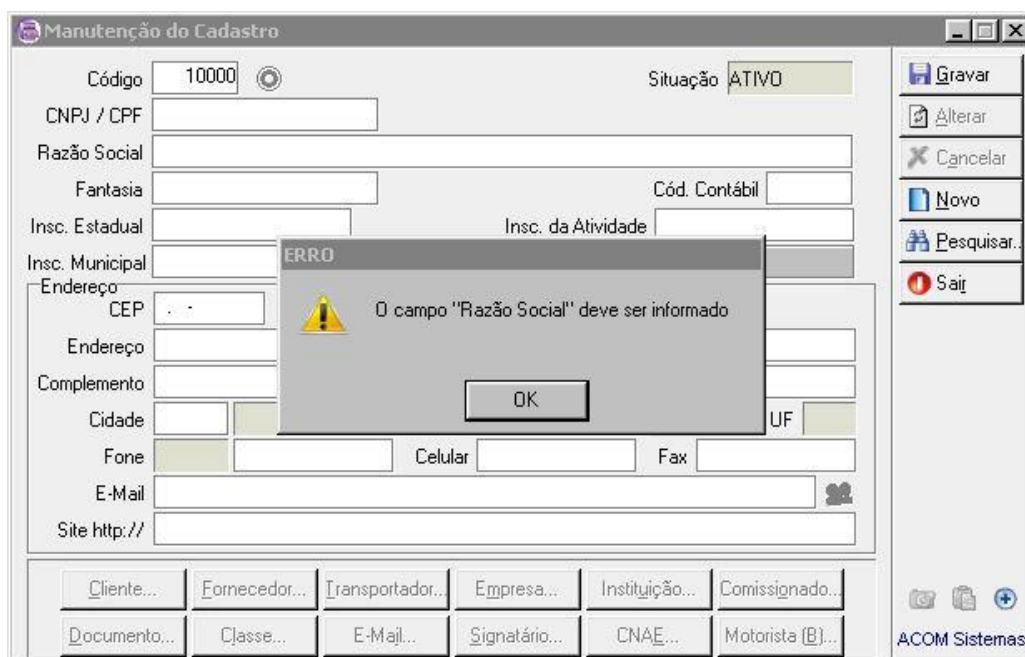 Manutenção do Cadastro
Código 10000 Situação ATIVO
Gravar
CNPJ / CPF
Alterar
Razão Social
Cancelar
Fantasia Cód. Contábil
Novo
Insc. Estadual Insc. da Atividade
Pesquisar..
Insc. Municipal
Sair
ERRO
O campo "Razão Social" deve ser informado
OK
Endereço
CEP . -
Endereço
Complemento
Cidade UF
Fone Celular Fax
E-Mail
Site http://
Cliente... Fornecedor... Transportador... Empresa... Instituição... Comissionado...
Documento... Classe... E-Mail... Signatário... CNAE... Motorista (B)...
ACOM Sistemas